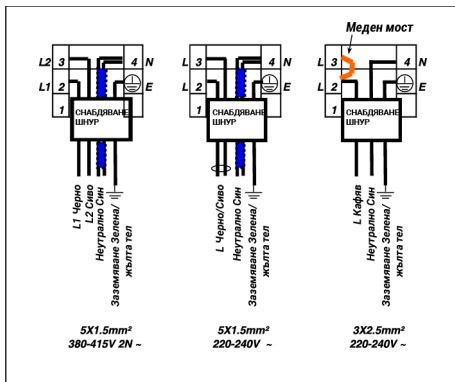 Меден мост
L2 3 4 N
L1 2 E
1 СНАБДЯВАНЕ ШНУР
L1 Черно
L2 Сиво
Неутрално Син
Заземяване Зелена/
жълта тел
5X1.5mm²
380-415V 2N ~
L 3 4 N
L 2 E
1 СНАБДЯВАНЕ ШНУР
L Черно/Сиво
Неутрално Син
Заземяване Зелена/
жълта тел
5X1.5mm²
220-240V ~
L 3 4 N
L 2 E
1 СНАБДЯВАНЕ ШНУР
L Кафяв
Неутрално Син
Заземяване Зелена/
жълта тел
3X2.5mm²
220-240V ~